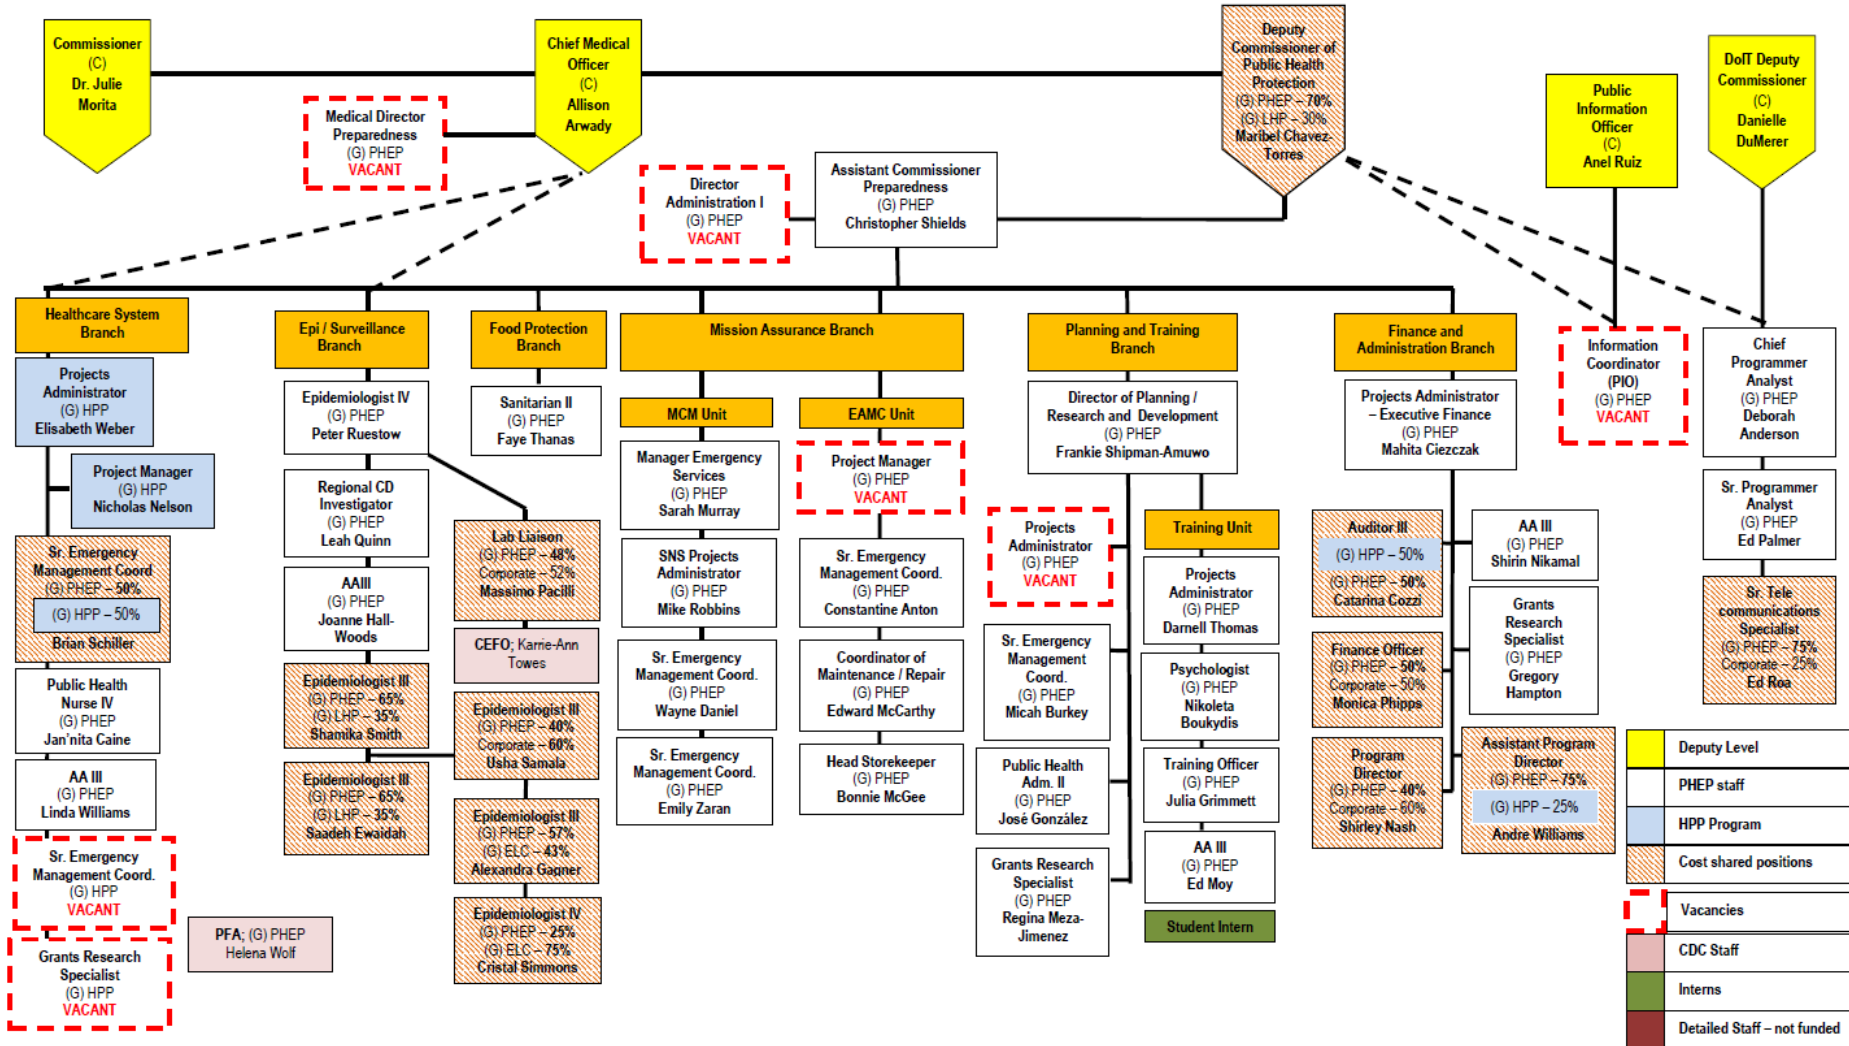 Commissioner
(C)
Dr. Julie
Morita
Chief Medical
Officer
(C)
Allison
Arwady
Medical Director
Preparedness
(G) PHEP
VACANT
Deputy
Commissioner of
Public Health
Protection
(G) PHEP – 70%
(G) LHP – 30%
Maribel Chavez-
Torres
Public
Information
Officer
(C)
Anel Ruiz
DoIT Deputy
Commissioner
(C)
Danielle
DuMerer
Director
Administration I
(G) PHEP
VACANT
Assistant Commissioner
Preparedness
(G) PHEP
Christopher Shields
Healthcare System
Branch
Projects
Administrator
(G) HPP
Elisabeth Weber
Project Manager
(G) HPP
Nicholas Nelson
Sr. Emergency
Management Coord
(G) PHEP – 50%
(G) HPP – 50%
Brian Schiller
Public Health
Nurse IV
(G) PHEP
Jan'nita Caine
AA III
(G) PHEP
Linda Williams
Sr. Emergency
Management Coord.
(G) HPP
VACANT
Grants Research
Specialist
(G) HPP
VACANT
PFA; (G) PHEP
Helena Wolf
Epi / Surveillance
Branch
Epidemiologist IV
(G) PHEP
Peter Ruestow
Regional CD
Investigator
(G) PHEP
Leah Quinn
AAIII
(G) PHEP
Joanne Hall-
Woods
Epidemiologist III
(G) PHEP – 65%
(G) LHP – 35%
Shamika Smith
Epidemiologist III
(G) PHEP – 65%
(G) LHP – 35%
Saadeh Ewaidah
Food Protection
Branch
Sanitarian II
(G) PHEP
Faye Thanas
Lab Liaison
(G) PHEP – 48%
Corporate – 52%
Massimo Pacilli
CEFO; Karrie-Ann
Towes
Epidemiologist III
(G) PHEP – 40%
Corporate – 60%
Usha Samala
Epidemiologist III
(G) PHEP – 57%
(G) ELC – 43%
Alexandra Gagner
Epidemiologist IV
(G) PHEP – 25%
(G) ELC – 75%
Cristal Simmons
Mission Assurance Branch
MCM Unit
Manager Emergency
Services
(G) PHEP
Sarah Murray
SNS Projects
Administrator
(G) PHEP
Mike Robbins
Sr. Emergency
Management Coord.
(G) PHEP
Wayne Daniel
Sr. Emergency
Management Coord.
(G) PHEP
Emily Zaran
EAMC Unit
Project Manager
(G) PHEP
VACANT
Sr. Emergency
Management Coord.
(G) PHEP
Constantine Anton
Coordinator of
Maintenance / Repair
(G) PHEP
Edward McCarthy
Head Storekeeper
(G) PHEP
Bonnie McGee
Planning and Training
Branch
Director of Planning /
Research and Development
(G) PHEP
Frankie Shipman-Amuwo
Projects
Administrator
(G) PHEP
VACANT
Sr. Emergency
Management
Coord.
(G) PHEP
Micah Burkey
Public Health
Adm. II
(G) PHEP
José González
Grants Research
Specialist
(G) PHEP
Regina Meza-
Jimenez
Training Unit
Projects
Administrator
(G) PHEP
Darnell Thomas
Psychologist
(G) PHEP
Nikoleta
Boukydis
Training Officer
(G) PHEP
Julia Grimmett
AA III
(G) PHEP
Ed Moy
Student Intern
Finance and
Administration Branch
Projects Administrator
– Executive Finance
(G) PHEP
Mahita Ciezczak
Auditor III
(G) HPP – 50%
(G) PHEP – 50%
Catarina Cozzi
AA III
(G) PHEP
Shirin Nikamal
Grants
Research
Specialist
(G) PHEP
Gregory
Hampton
Finance Officer
(G) PHEP – 50%
Corporate – 50%
Monica Phipps
Program
Director
(G) PHEP – 40%
Corporate – 60%
Shirley Nash
Assistant Program
Director
(G) PHEP – 75%
(G) HPP – 25%
Andre Williams
Information
Coordinator
(PIO)
(G) PHEP
VACANT
Chief
Programmer
Analyst
(G) PHEP
Deborah
Anderson
Sr. Programmer
Analyst
(G) PHEP
Ed Palmer
Sr. Tele
communications
Specialist
(G) PHEP – 75%
Corporate – 25%
Ed Roa
Deputy Level
PHEP staff
HPP Program
Cost shared positions
Vacancies
CDC Staff
Interns
Detailed Staff – not funded